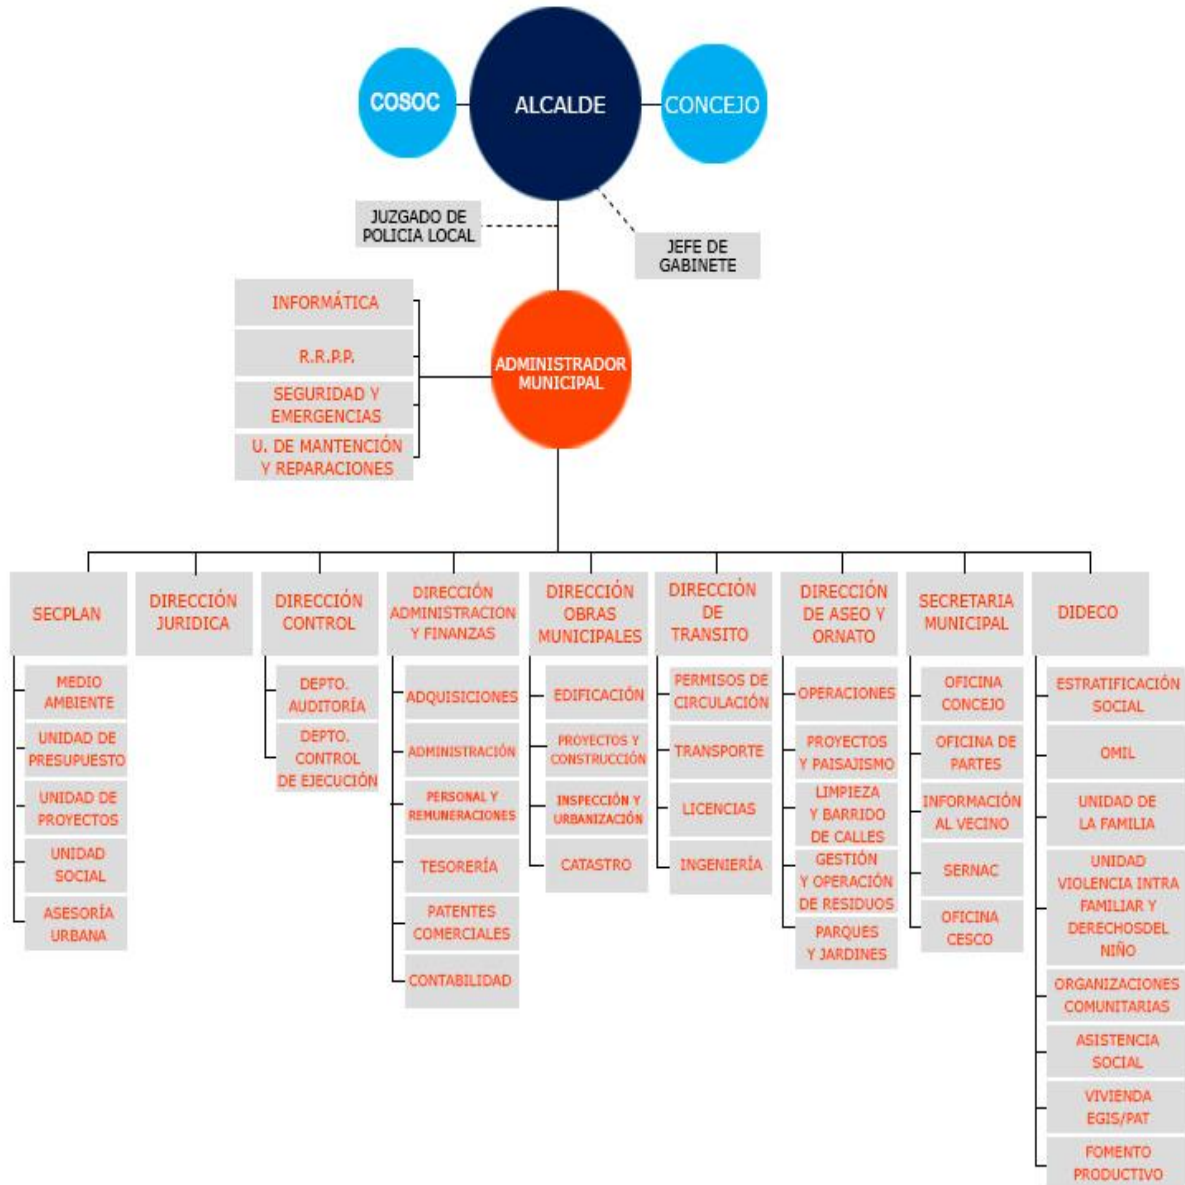 COSOC
ALCALDE
CONCEJO
JUZGADO DE
POLICIA LOCAL
JEFE DE
GABINETE
INFORMÁTICA
R.R.P.P.
SEGURIDAD Y
EMERGENCIAS
U. DE MANTENCIÓN
Y REPARACIONES
ADMINISTRADOR
MUNICIPAL
SECPLAN
MEDIO
AMBIENTE
UNIDAD DE
PRESUPUESTO
UNIDAD DE
PROYECTOS
UNIDAD
SOCIAL
ASESORÍA
URBANA
DIRECCIÓN
JURIDICA
DIRECCIÓN
CONTROL
DEPTO.
AUDITORÍA
DEPTO.
CONTROL
DE EJECUCIÓN
DIRECCIÓN
ADMINISTRACION
Y FINANZAS
ADQUISICIONES
ADMINISTRACIÓN
PERSONAL Y
REMUNERACIONES
TESORERÍA
PATENTES
COMERCIALES
CONTABILIDAD
DIRECCIÓN
OBRAS
MUNICIPALES
EDIFICACIÓN
PROYECTOS Y
CONSTRUCCIÓN
INSPECCIÓN Y
URBANIZACIÓN
CATASTRO
DIRECCIÓN
DE
TRANSITO
PERMISOS DE
CIRCULACIÓN
TRANSPORTE
LICENCIAS
INGENIERÍA
DIRECCIÓN
DE ASEO Y
ORNATO
OPERACIONES
PROYECTOS
Y PAISAJISMO
LIMPIEZA
Y BARRIDO
DE CALLES
GESTIÓN
Y OPERACIÓN
DE RESIDUOS
PARQUES
Y JARDINES
SECRETARIA
MUNICIPAL
OFICINA
CONCEJO
OFICINA DE
PARTES
INFORMACIÓN
AL VECINO
SERNAC
OFICINA
CESCO
DIDECO
ESTRATIFICACIÓN
SOCIAL
OMIL
UNIDAD DE
LA FAMILIA
UNIDAD
VIOLENCIA INTRA
FAMILIAR Y
DERECHOSDEL
NIÑO
ORGANIZACIONES
COMUNITARIAS
ASISTENCIA
SOCIAL
VIVIENDA
EGIS/PAT
FOMENTO
PRODUCTIVO